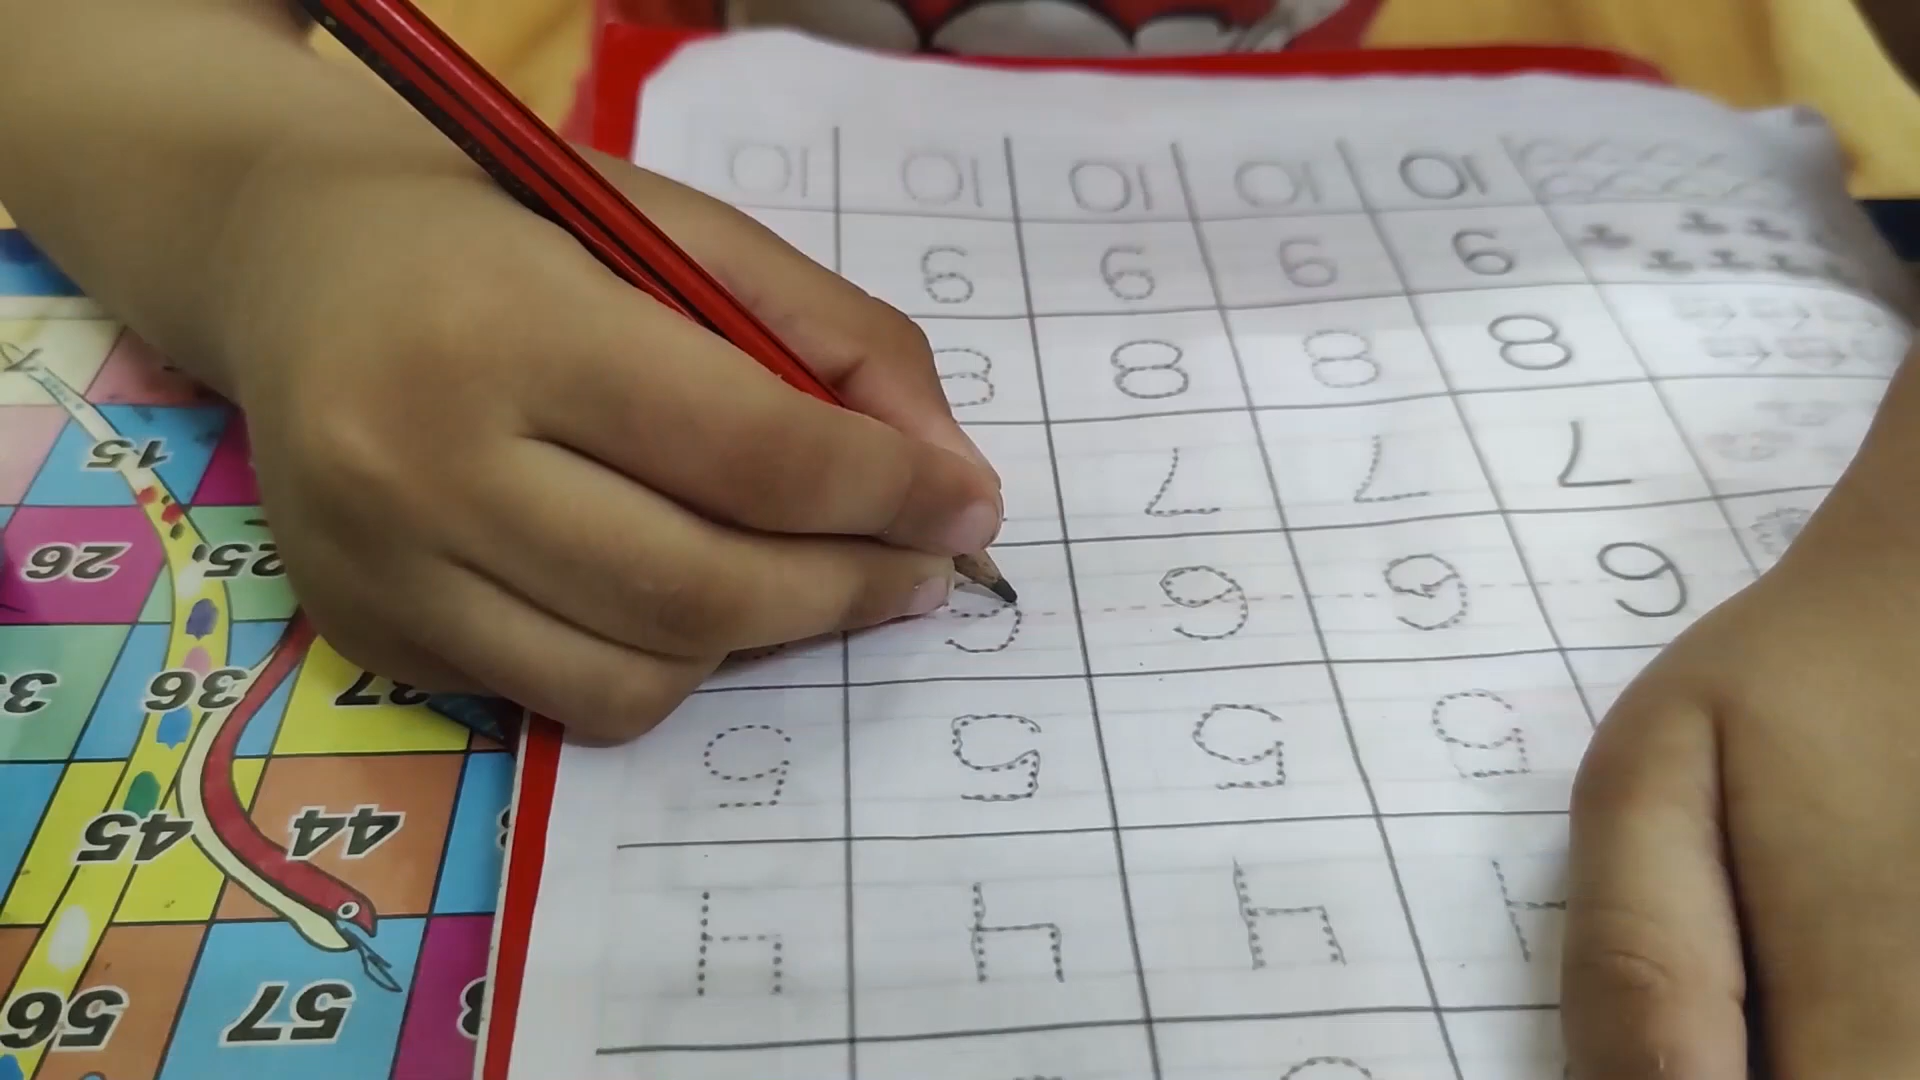 4 4 4 4
5 5 5 5
6 6 6 6
7 7 7
8 8 8 8
9 9 9 9
10 10 10 10 10
57 56
44 45
37 36
25 26
15